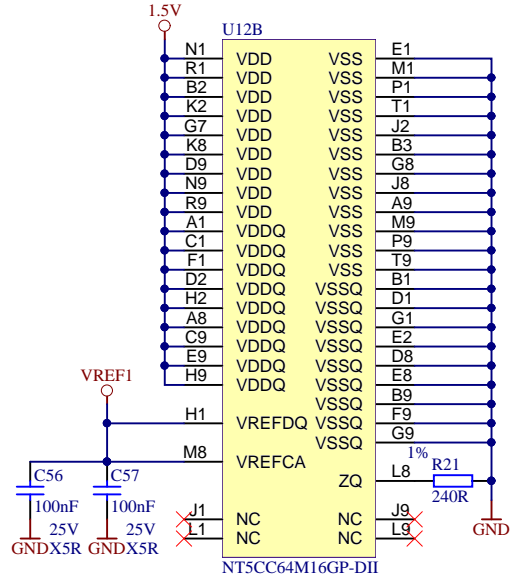 1.5V
U12B
N1 VDD VSS E1
R1 VDD VSS M1
B2 VDD VSS P1
K2 VDD VSS T1
G7 VDD VSS J2
K8 VDD VSS B3
D9 VDD VSS G8
N9 VDD VSS J8
R9 VDD VSS A9
A1 VDDQ VSS M9
C1 VDDQ VSS P9
F1 VDDQ VSS T9
D2 VDDQ VSSQ B1
H2 VDDQ VSSQ D1
A8 VDDQ VSSQ G1
C9 VDDQ VSSQ E2
E9 VDDQ VSSQ D8
H9 VDDQ VSSQ E8
VSSQ B9
VREF1
H1 VREFDQ VSSQ F9
VSSQ G9
M8 VREFCA
1%
ZQ L8 R21
240R
C56 C57
100nF 100nF
J1 NC NC J9
25V 25V
L1 NC NC L9
GND X5R GND X5R
GND
NT5CC64M16GP-DII